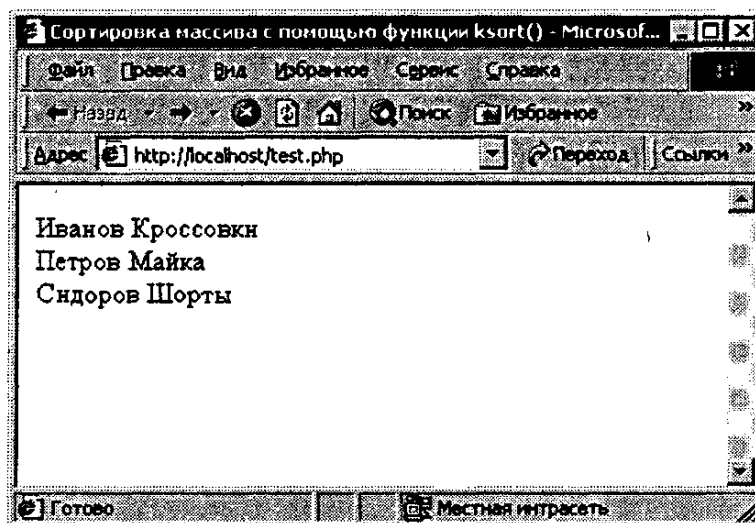 Сортировка массива с помощью функции ksort() - Microsof...
Файл Правка Вид Избранное Сервис Справка
Назад Поиск Избранное »
Адрес http://localhost/test.php Переход Ссылки »
Иванов Кроссовки
Петров Майка
Сидоров Шорты
Готово Местная интрасеть